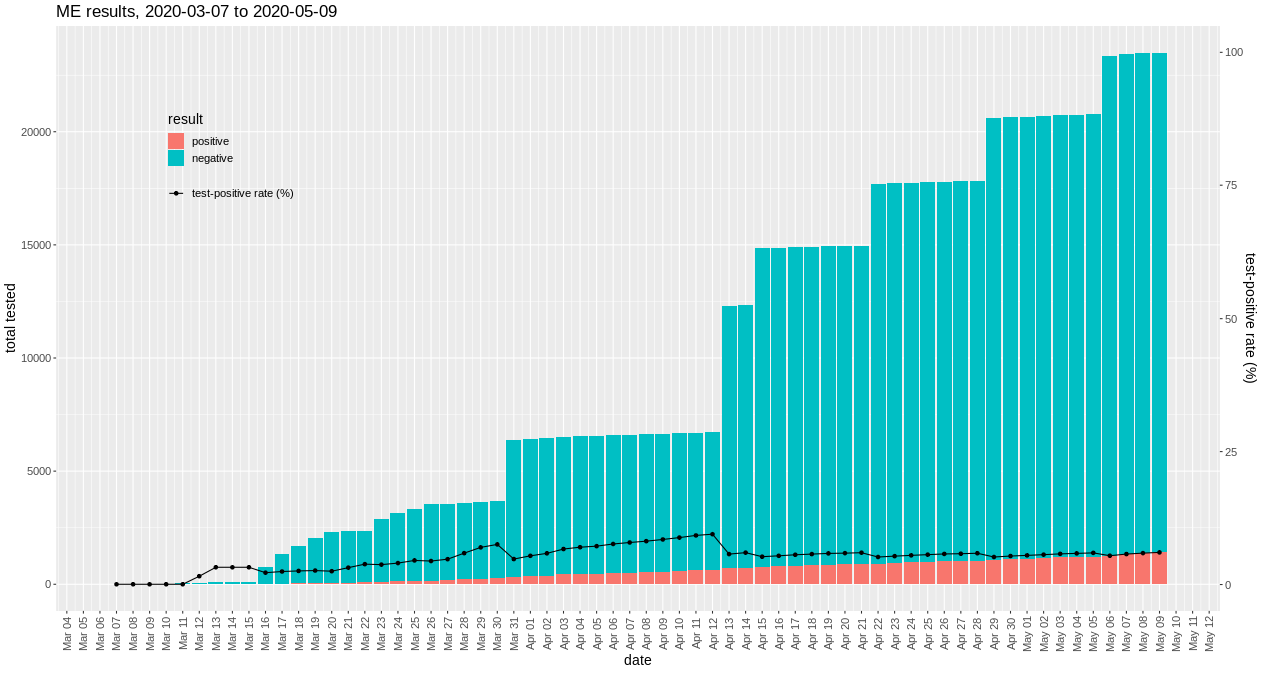 ME results, 2020-03-07 to 2020-05-09
result
positive
negative
test-positive rate (%)
total tested
20000
15000
10000
5000
0
100
75
50
25
0
test-positive rate (%)
Mar 04
Mar 05
Mar 06
Mar 07
Mar 08
Mar 09
Mar 10
Mar 11
Mar 12
Mar 13
Mar 14
Mar 15
Mar 16
Mar 17
Mar 18
Mar 19
Mar 20
Mar 21
Mar 22
Mar 23
Mar 24
Mar 25
Mar 26
Mar 27
Mar 28
Mar 29
Mar 30
Mar 31
Apr 01
Apr 02
Apr 03
Apr 04
Apr 05
Apr 06
Apr 07
Apr 08
Apr 09
Apr 10
Apr 11
Apr 12
Apr 13
Apr 14
Apr 15
Apr 16
Apr 17
Apr 18
Apr 19
Apr 20
Apr 21
Apr 22
Apr 23
Apr 24
Apr 25
Apr 26
Apr 27
Apr 28
Apr 29
Apr 30
May 01
May 02
May 03
May 04
May 05
May 06
May 07
May 08
May 09
May 10
May 11
May 12
date